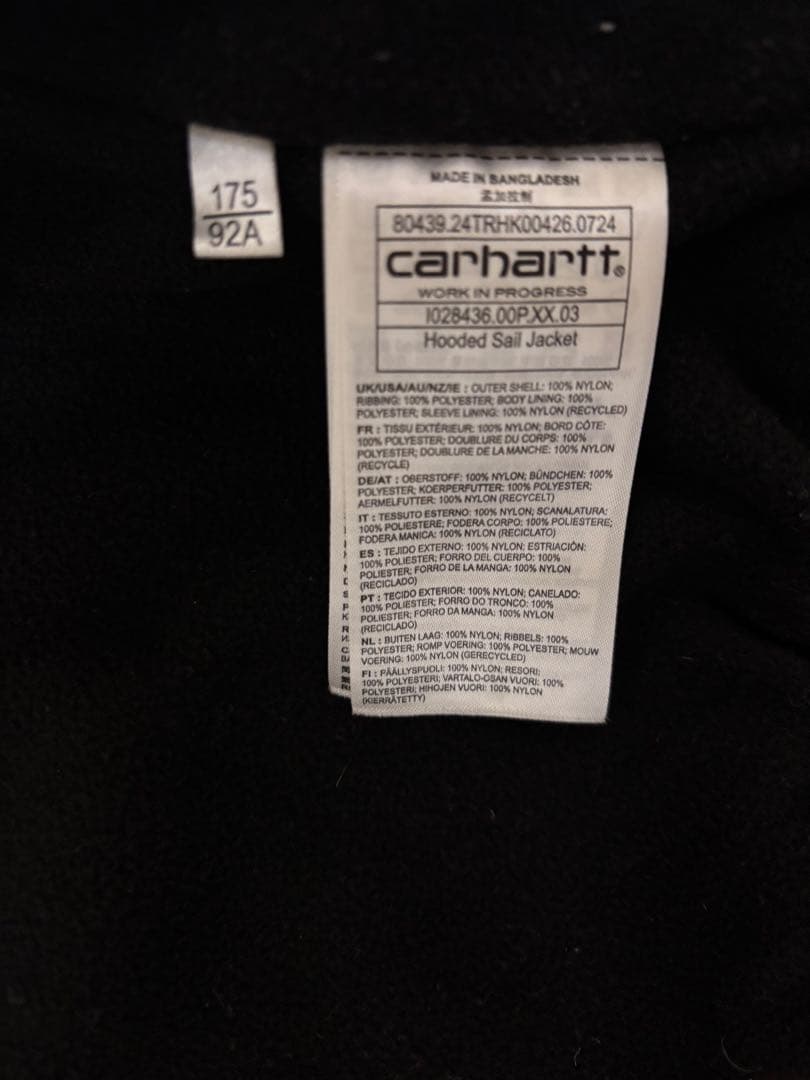 175
92A
MADE IN BANGLADESH
孟加拉制
80439.24TRHK00426.0724
carhartt®
WORK IN PROGRESS
I028436.00P.XX.03
Hooded Sail Jacket
UK/USA/AU/NZ/IE : OUTER SHELL: 100% NYLON;
RIBBING: 100% POLYESTER; BODY LINING: 100%
POLYESTER; SLEEVE LINING: 100% NYLON (RECYCLED)
FR : TISSU EXTÉRIEUR: 100% NYLON; BORD CÔTE:
100% POLYESTER; DOUBLURE DU CORPS: 100%
POLYESTER; DOUBLURE DE LA MANCHE: 100% NYLON
(RECYCLE)
DE/AT : OBERSTOFF: 100% NYLON; BÜNDCHEN: 100%
POLYESTER; KOERPERFUTTER: 100% POLYESTER;
AERMELFUTTER: 100% NYLON (RECYCELT)
IT : TESSUTO ESTERNO: 100% NYLON; SCANALATURA:
100% POLIESTERE; FODERA CORPO: 100% POLIESTERE;
FODERA MANICA: 100% NYLON (RECICLATO)
ES : TEJIDO EXTERNO: 100% NYLON; ESTRIACIÓN:
100% POLIESTER; FORRO DEL CUERPO: 100%
POLIESTER; FORRO DE LA MANGA: 100% NYLON
(RECICLADO)
PT : TECIDO EXTERIOR: 100% NYLON; CANELADO:
100% POLIESTER; FORRO DO TRONCO: 100%
POLIESTER; FORRO DA MANGA: 100% NYLON
(RECICLADO)
NL : BUITEN LAAG: 100% NYLON; RIBBELS: 100%
POLYESTER; ROMP VOERING: 100% POLYESTER; MOUW
VOERING: 100% NYLON (GERECYCLED)
FI : PÄÄLLYSPUOLI: 100% NYLON; RESORI:
100% POLYESTERI; VARTALO-OSAN VUORI: 100%
POLYESTERI; HIHOJEN VUORI: 100% NYLON
(KIERRÄTETTY)